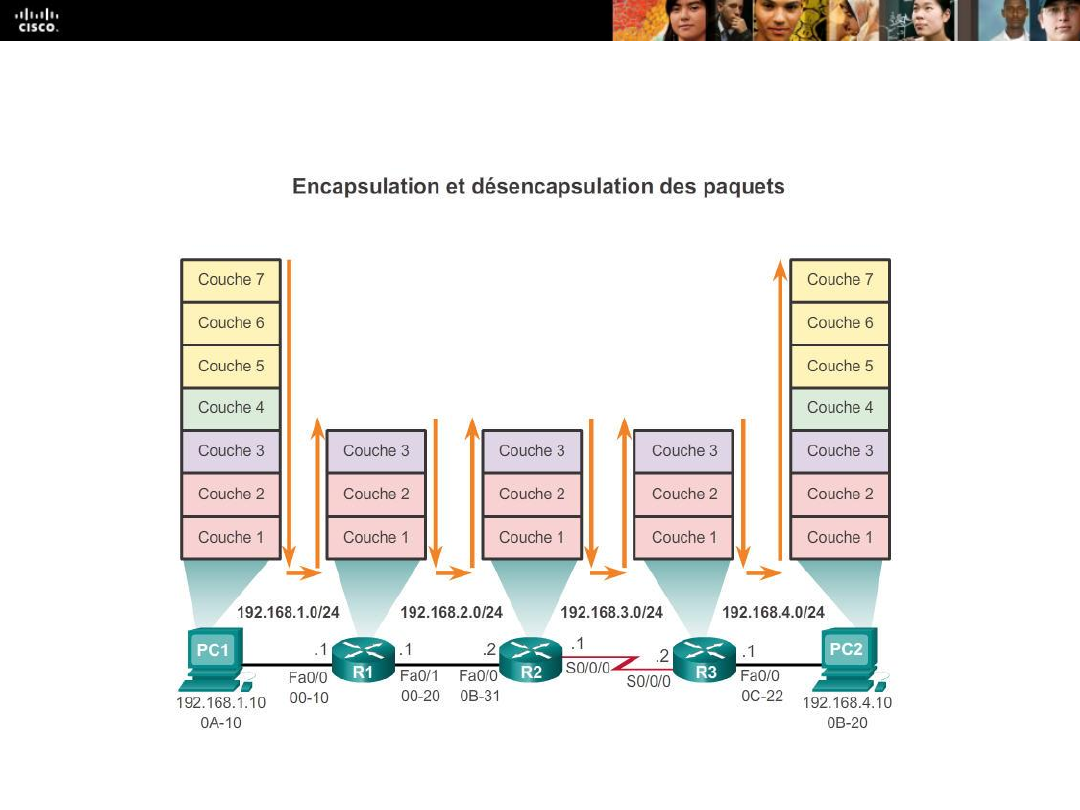 CISCO.
Encapsulation et désencapsulation des paquets
Couche 7
Couche 6
Couche 5
Couche 4
Couche 3
Couche 2
Couche 1
Couche 3
Couche 2
Couche 1
Couche 3
Couche 2
Couche 1
Couche 3
Couche 2
Couche 1
Couche 7
Couche 6
Couche 5
Couche 4
Couche 3
Couche 2
Couche 1
192.168.1.0/24
192.168.2.0/24
192.168.3.0/24
192.168.4.0/24
PC1
192.168.1.10
0A-10
.1
Fa0/0
00-10
R1
.1
Fa0/1
00-20
.2
Fa0/0
0B-31
R2
.1
S0/0/0
.2
S0/0/0
R3
.1
Fa0/0
0C-22
PC2
192.168.4.10
0B-20